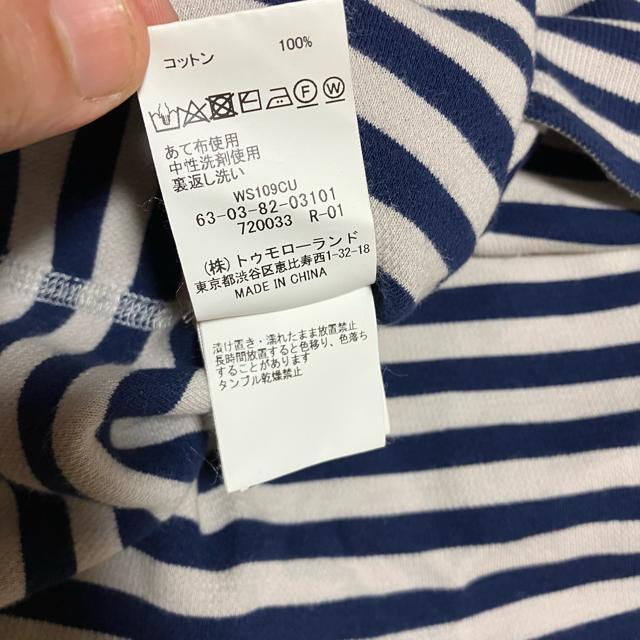 コットン 100%
F W
あて布使用
中性洗剤使用
裏返し洗い
WS109CU
63-03-82-03101
720033 R-01
(株)トゥモローランド
東京都渋谷区恵比寿西1-32-18
MADE IN CHINA
漬け置き・濡れたまま放置禁止
長時間放置すると色移り、色落ち
することがあります
タンブル乾燥禁止